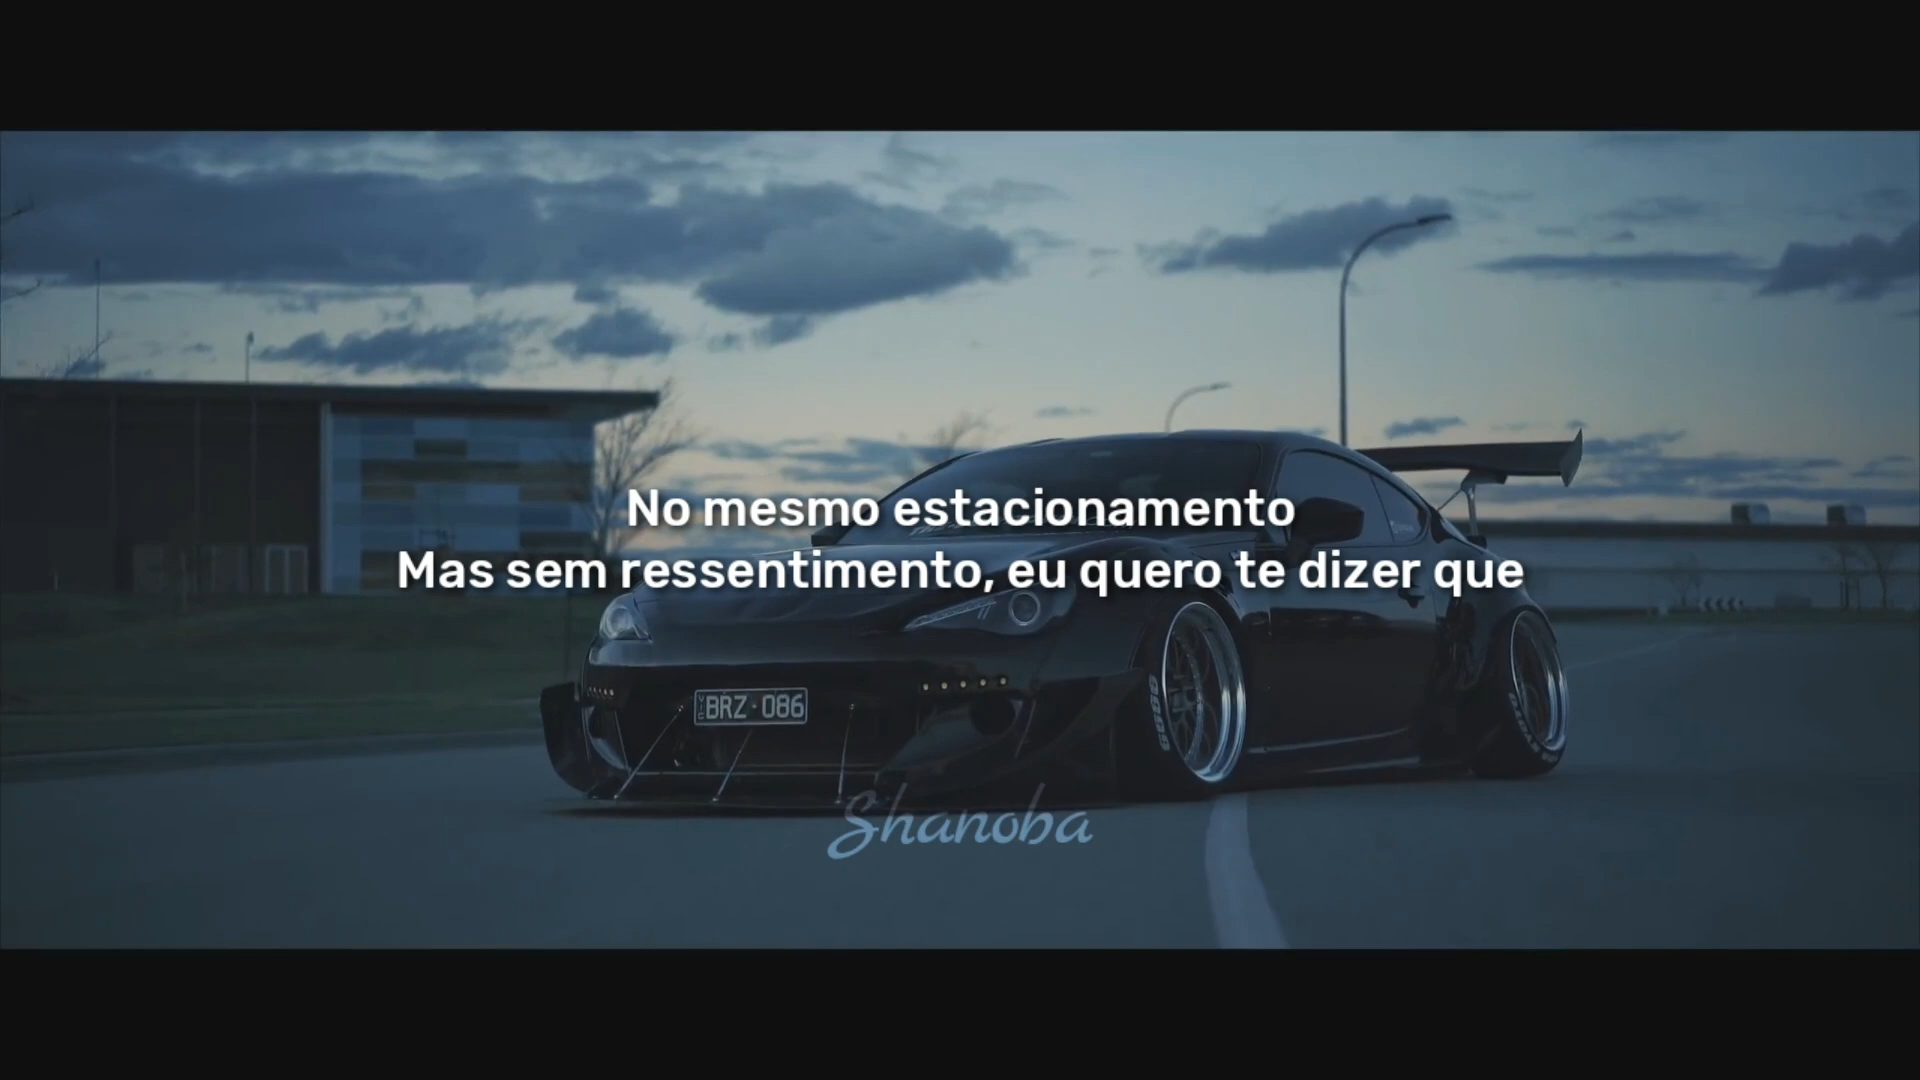 No mesmo estacionamento
Mas sem ressentimento, eu quero te dizer que
BRZ·086
Shanoba